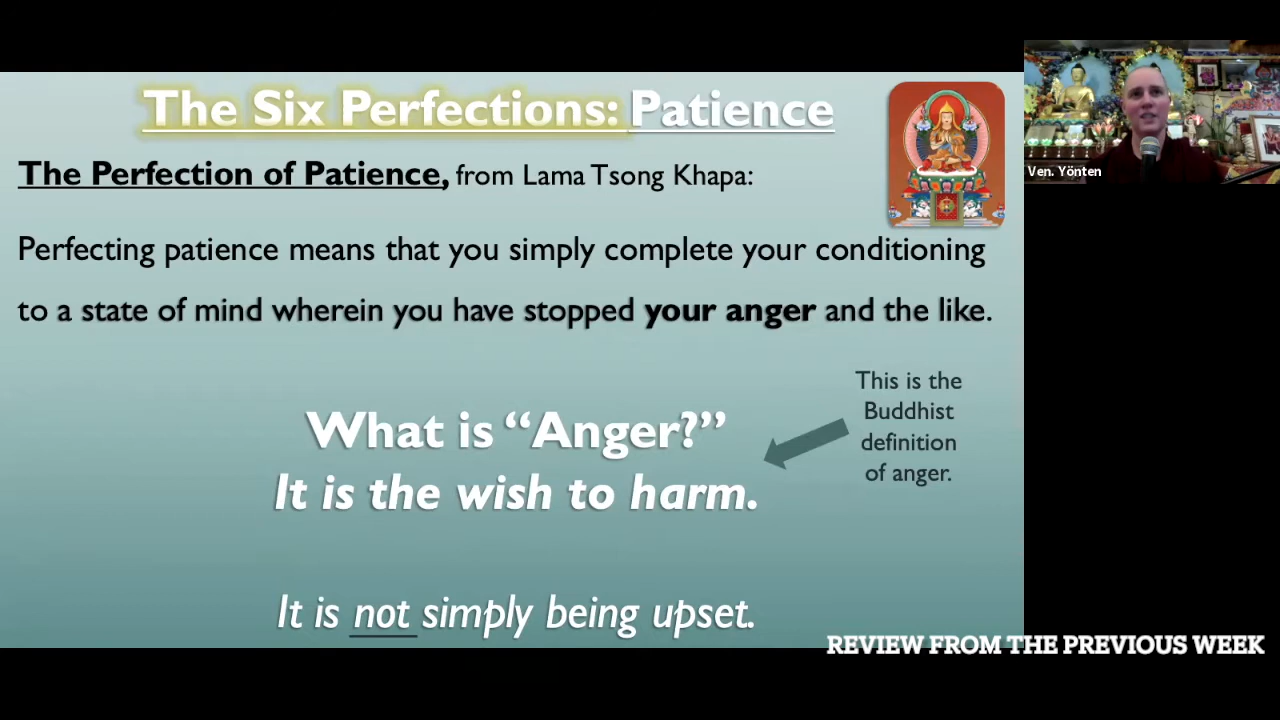 The Six Perfections: Patience
The Perfection of Patience, from Lama Tsong Khapa:
Perfecting patience means that you simply complete your conditioning
to a state of mind wherein you have stopped your anger and the like.
What is “Anger?”
It is the wish to harm.
This is the
Buddhist
definition
of anger.
It is not simply being upset.
Ven. Yönten
REVIEW FROM THE PREVIOUS WEEK